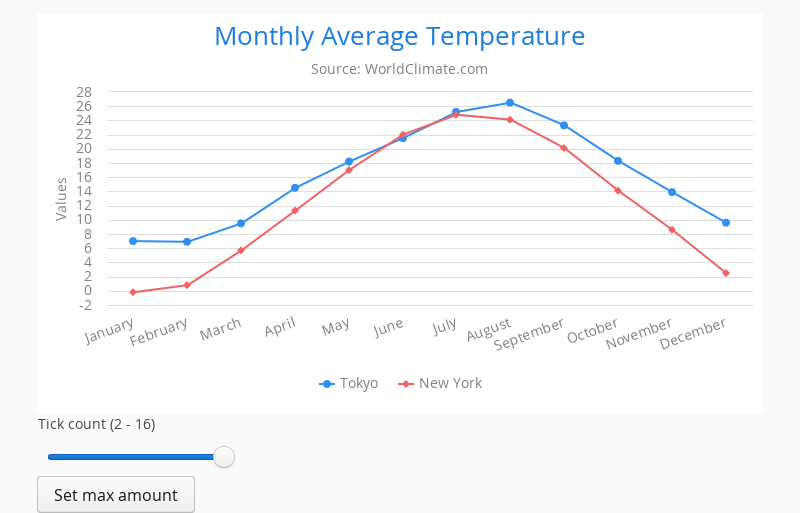 Monthly Average Temperature
Source: WorldClimate.com
Values
28
26
24
22
20
18
16
14
12
10
8
6
4
2
0
-2
January
February
March
April
May
June
July
August
September
October
November
December
Tokyo
New York
Tick count (2 - 16)
Set max amount